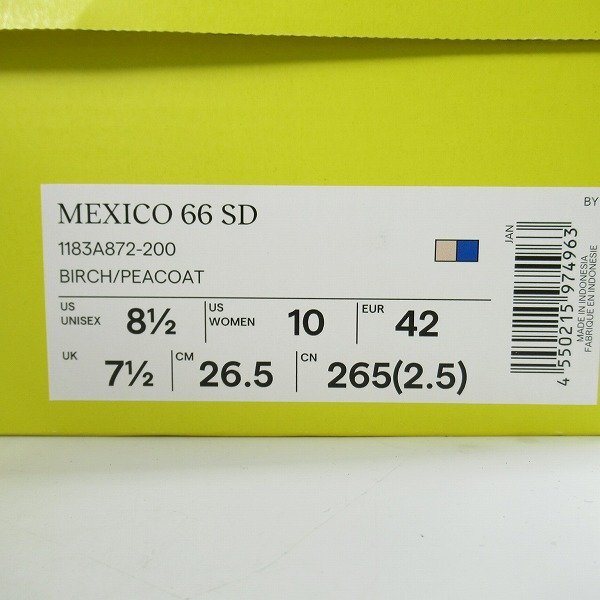 MEXICO 66 SD
1183A872-200
BIRCH/PEACOAT
US UNISEX 8½ US WOMEN 10 EUR 42
UK 7½ CM 26.5 CN 265(2.5)
JAN
4 550215 974963
MADE IN INDONESIA
FABRIQUE EN INDONESIE
BY